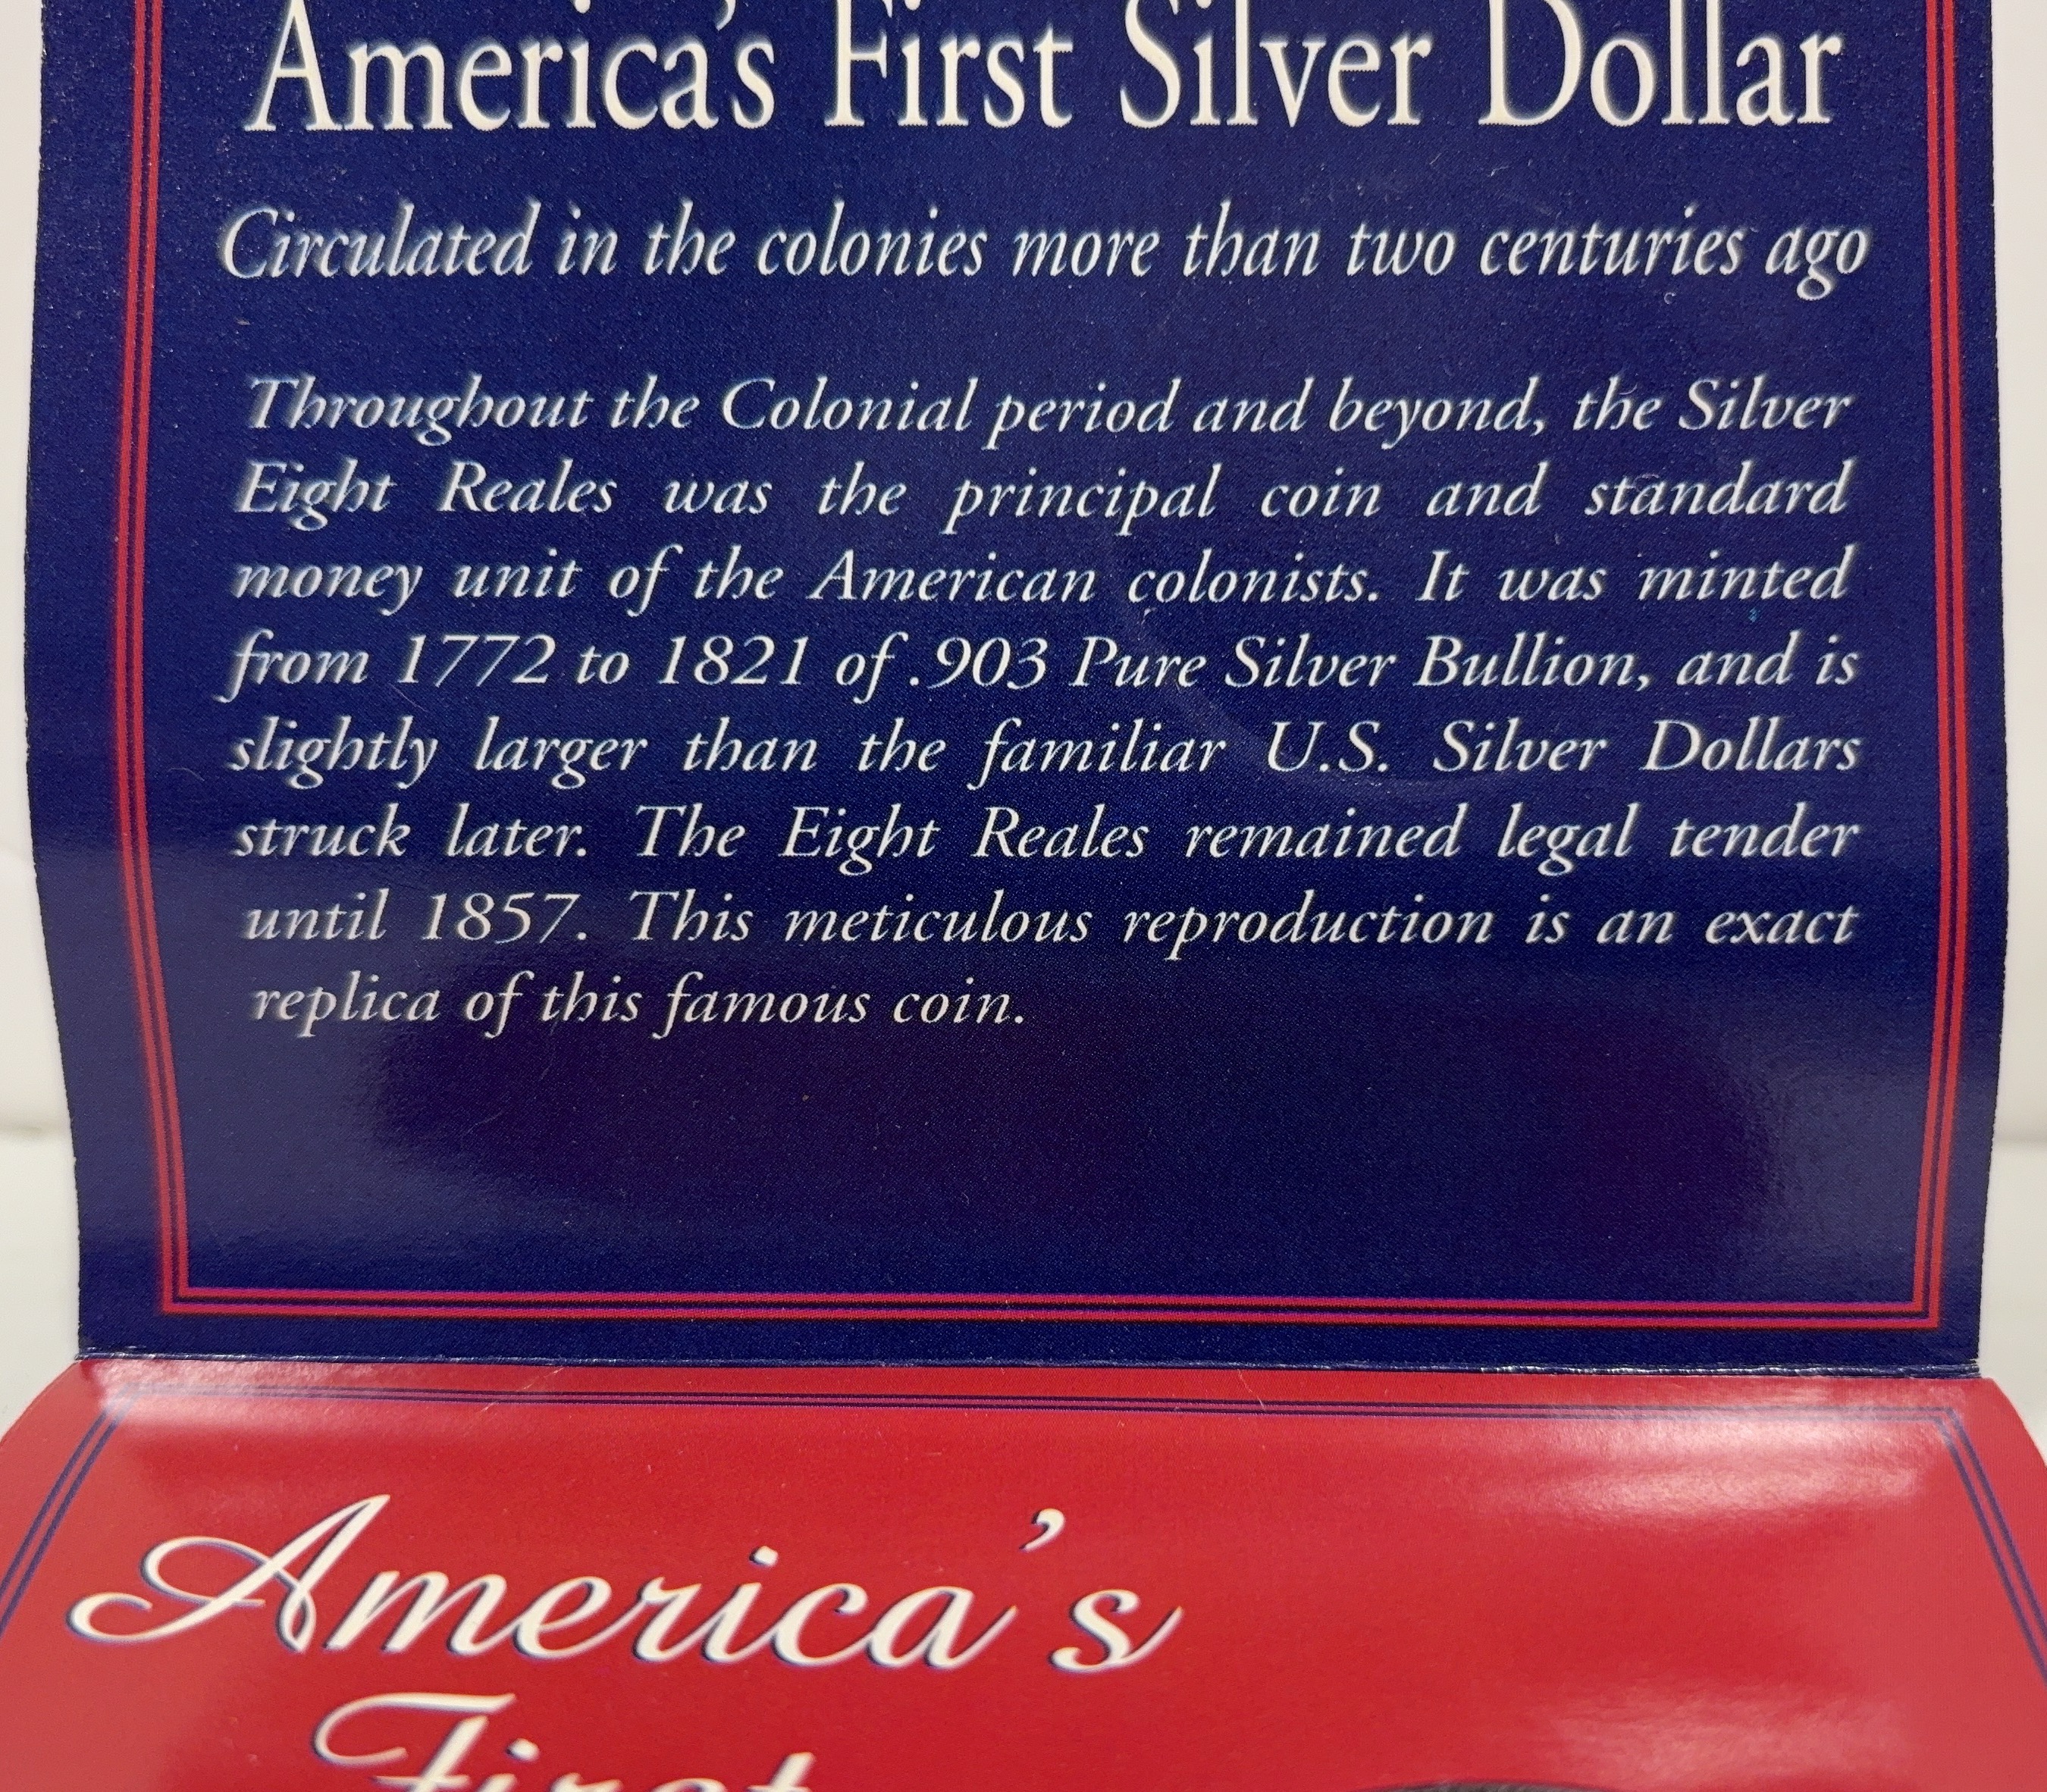 America's First Silver Dollar
Circulated in the colonies more than two centuries ago
Throughout the Colonial period and beyond, the Silver
Eight Reales was the principal coin and standard
money unit of the American colonists. It was minted
from 1772 to 1821 of .903 Pure Silver Bullion, and is
slightly larger than the familiar U.S. Silver Dollars
struck later. The Eight Reales remained legal tender
until 1857. This meticulous reproduction is an exact
replica of this famous coin.
America's
First